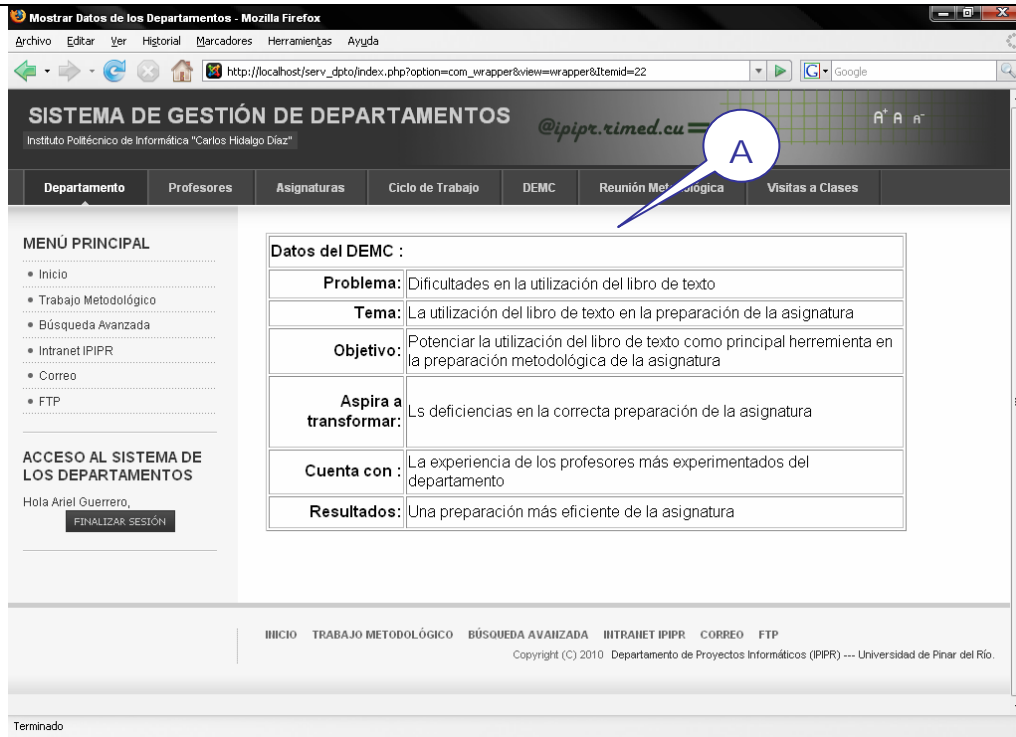 Mostrar Datos de los Departamentos - Mozilla Firefox
Archivo Editar Ver Historial Marcadores Herramientas Ayuda
http://localhost/serv_dpto/index.php?option=com_wrapper&view=wrapper&Itemid=22 G Google
SISTEMA DE GESTIÓN DE DEPARTAMENTOS
@ipipr.rimed.cu
A+ A A-
Instituto Politécnico de Informática "Carlos Hidalgo Díaz"
A
Departamento Profesores Asignaturas Ciclo de Trabajo DEMC Reunión Metodológica Visitas a Clases
MENÚ PRINCIPAL
Inicio
Trabajo Metodológico
Búsqueda Avanzada
Intranet IPIPR
Correo
FTP
ACCESO AL SISTEMA DE
LOS DEPARTAMENTOS
Hola Ariel Guerrero,
FINALIZAR SESIÓN
Datos del DEMC :
Problema: Dificultades en la utilización del libro de texto
Tema: La utilización del libro de texto en la preparación de la asignatura
Objetivo: Potenciar la utilización del libro de texto como principal herremienta en
la preparación metodológica de la asignatura
Aspira a
transformar: Ls deficiencias en la correcta preparación de la asignatura
Cuenta con : La experiencia de los profesores más experimentados del
departamento
Resultados: Una preparación más eficiente de la asignatura
INICIO TRABAJO METODOLÓGICO BÚSQUEDA AVANZADA INTRANET IPIPR CORREO FTP
Copyright (C) 2010 Departamento de Proyectos Informáticos (IPIPR) --- Universidad de Pinar del Río.
Terminado